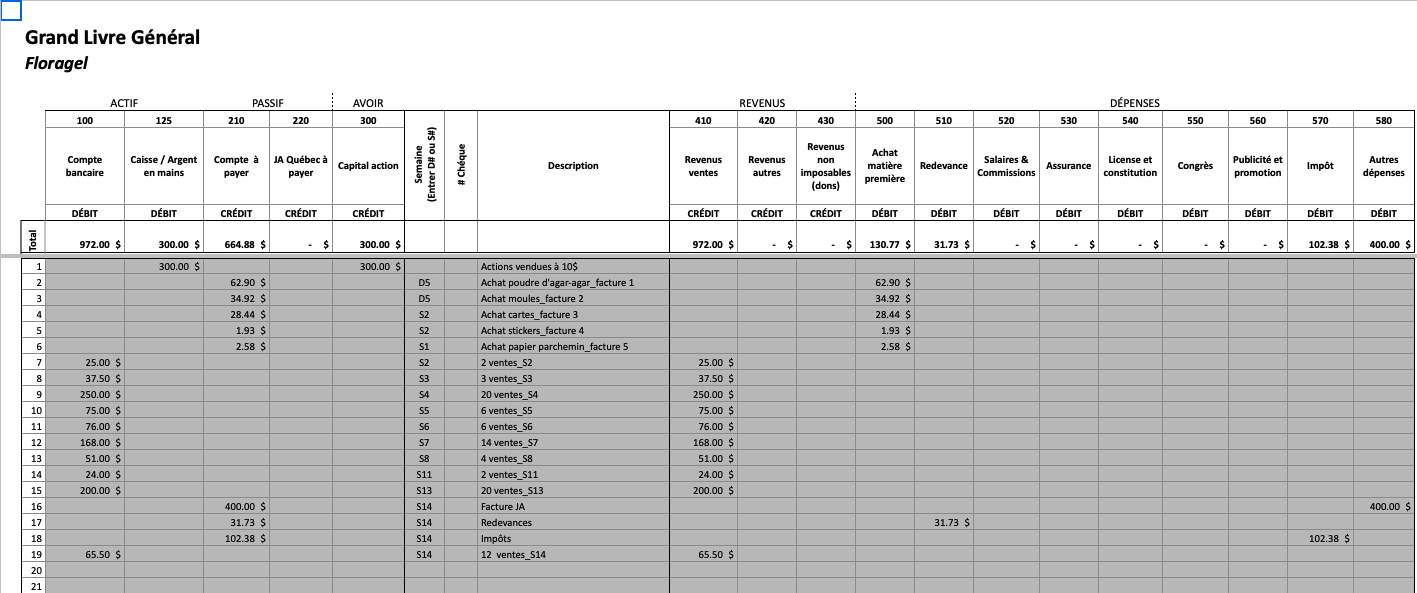 Grand Livre Général
Floragel
ACTIF PASSIF AVOIR REVENUS DÉPENSES
100 125 210 220 300 410 420 430 500 510 520 530 540 550 560 570 580
Compte bancaire Caisse / Argent en mains Compte à payer JA Québec à payer Capital action Semaine (Entrer D# ou S#) # Chéque Description Revenus ventes Revenus autres Revenus non imposables (dons) Achat matière première Redevance Salaires & Commissions Assurance License et constitution Congrès Publicité et promotion Impôt Autres dépenses
DÉBIT DÉBIT CRÉDIT CRÉDIT CRÉDIT CRÉDIT CRÉDIT CRÉDIT DÉBIT DÉBIT DÉBIT DÉBIT DÉBIT DÉBIT DÉBIT DÉBIT DÉBIT
Total 972.00 $ 300.00 $ 664.88 $ - $ 300.00 $ 972.00 $ - $ - $ 130.77 $ 31.73 $ - $ - $ - $ - $ - $ 102.38 $ 400.00 $
1 300.00 $ 300.00 $ Actions vendues à 10$
2 62.90 $ D5 Achat poudre d'agar-agar_facture 1 62.90 $
3 34.92 $ D5 Achat moules_facture 2 34.92 $
4 28.44 $ S2 Achat cartes_facture 3 28.44 $
5 1.93 $ S2 Achat stickers_facture 4 1.93 $
6 2.58 $ S1 Achat papier parchemin_facture 5 2.58 $
7 25.00 $ S2 2 ventes_S2 25.00 $
8 37.50 $ S3 3 ventes_S3 37.50 $
9 250.00 $ S4 20 ventes_S4 250.00 $
10 75.00 $ S5 6 ventes_S5 75.00 $
11 76.00 $ S6 6 ventes_S6 76.00 $
12 168.00 $ S7 14 ventes_S7 168.00 $
13 51.00 $ S8 4 ventes_S8 51.00 $
14 24.00 $ S11 2 ventes_S11 24.00 $
15 200.00 $ S13 20 ventes_S13 200.00 $
16 400.00 $ S14 Facture JA 400.00 $
17 31.73 $ S14 Redevances 31.73 $
18 102.38 $ S14 Impôts 102.38 $
19 65.50 $ S14 12 ventes_S14 65.50 $
20
21